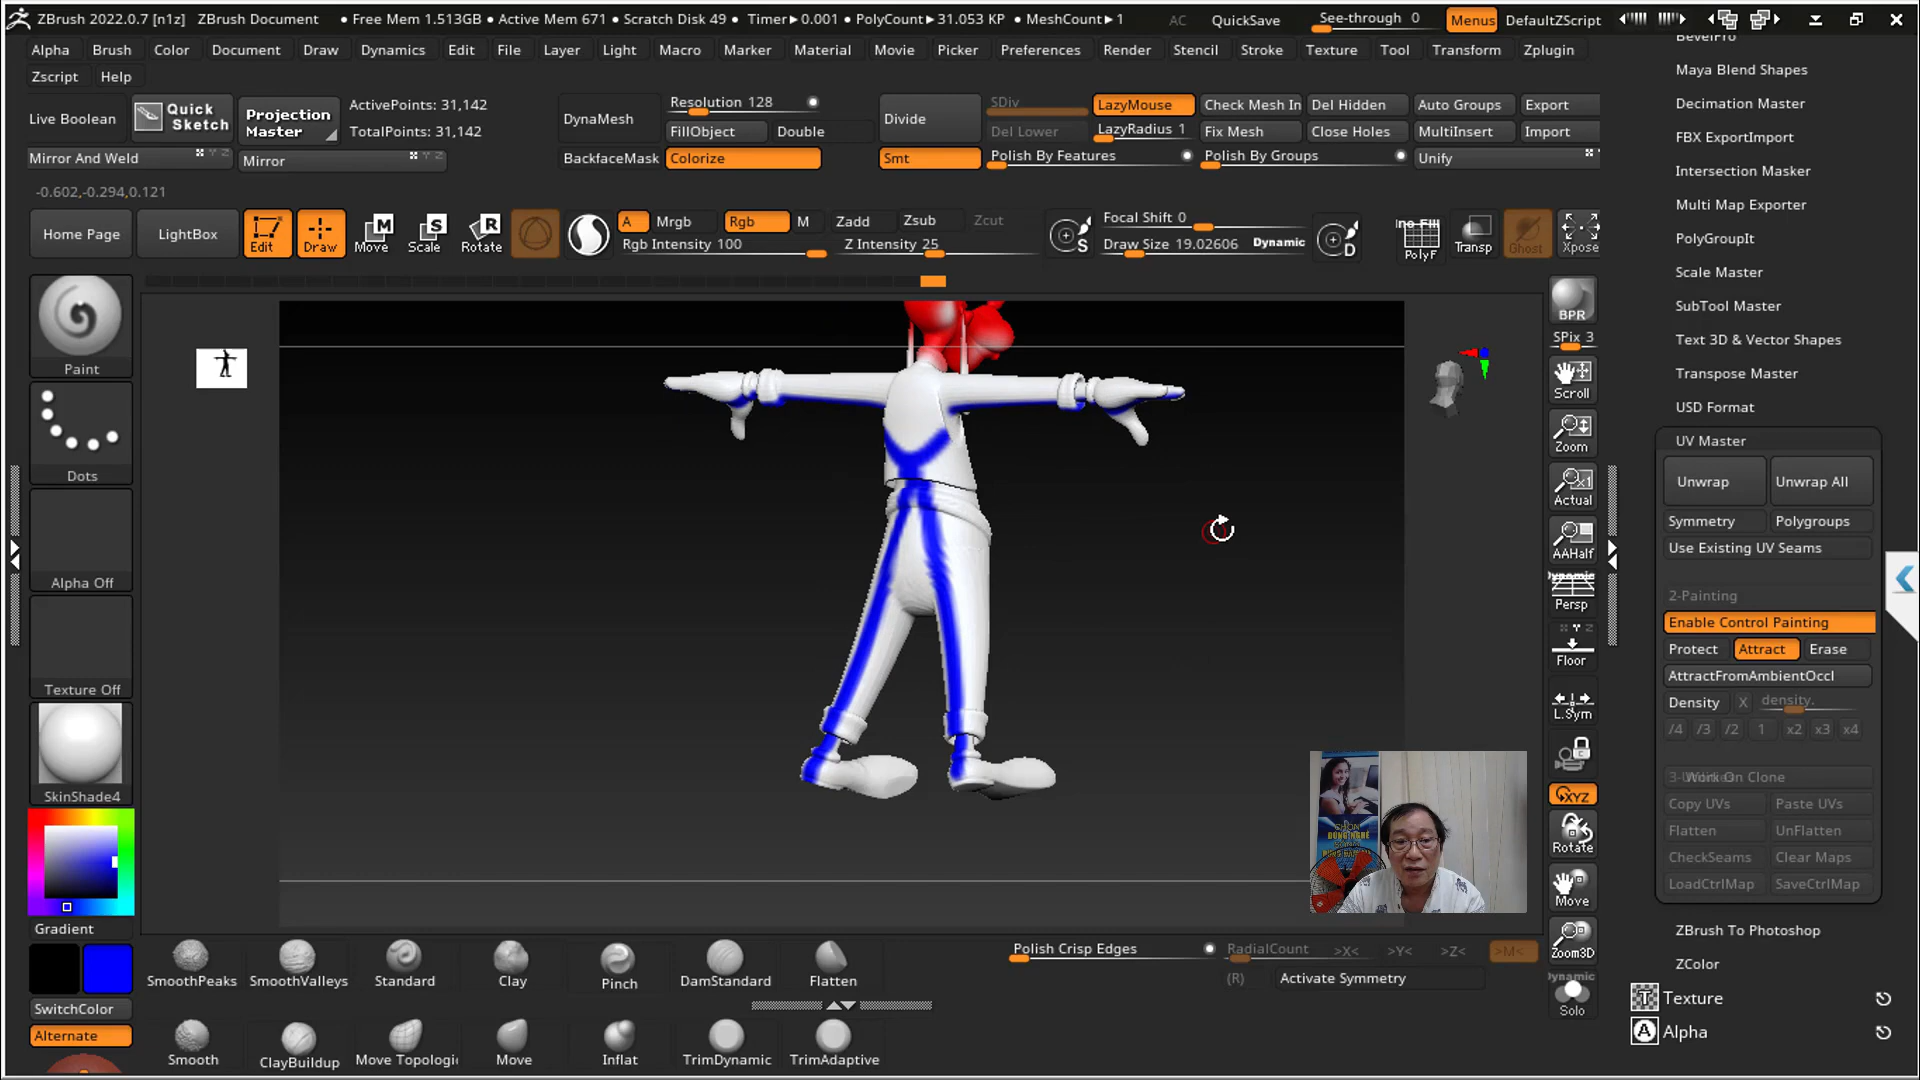 ZBrush 2022.0.7 [n1z] ZBrush Document • Free Mem 1.513GB • Active Mem 671 • Scratch Disk 49 • Timer▸0.001 • PolyCount▸31.053 KP • MeshCount▸1 AC QuickSave See-through 0 Menus DefaultZScript
Alpha Brush Color Document Draw Dynamics Edit File Layer Light Macro Marker Material Movie Picker Preferences Render Stencil Stroke Texture Tool Transform Zplugin
Zscript Help
Live Boolean Quick Sketch Projection Master ActivePoints: 31,142
TotalPoints: 31,142
DynaMesh Resolution 128
FillObject Double
Divide SDiv
Del Lower
LazyMouse Check Mesh In Del Hidden Auto Groups Export
LazyRadius 1 Fix Mesh Close Holes MultiInsert Import
Mirror And Weld Mirror BackfaceMask Colorize Smt Polish By Features Polish By Groups Unify
-0.602,-0.294,0.121
Home Page LightBox Edit Draw Move Scale Rotate
M S R
A Mrgb Rgb M Zadd Zsub Zcut
Rgb Intensity 100 Z Intensity 25
S Focal Shift 0
Draw Size 19.02606 Dynamic D
PolyF Transp Ghost Xpose
Paint
Dots
Alpha Off
Texture Off
SkinShade4
Gradient
SwitchColor
Alternate
BPR
SPix 3
Scroll
Zoom
Actual
AAHalf
Dynamic
Persp
Floor
L.Sym
XYZ
Rotate
Move
Zoom3D
Dynamic
Solo
Maya Blend Shapes
Decimation Master
FBX ExportImport
Intersection Masker
Multi Map Exporter
PolyGroupIt
Scale Master
SubTool Master
Text 3D & Vector Shapes
Transpose Master
USD Format
UV Master
Unwrap Unwrap All
Symmetry Polygroups
Use Existing UV Seams
2-Painting
Enable Control Painting
Protect Attract Erase
AttractFromAmbientOccl
Density X density.
/4 /3 /2 1 x2 x3 x4
Work On Clone
Copy UVs Paste UVs
Flatten UnFlatten
CheckSeams Clear Maps
LoadCtrlMap SaveCtrlMap
ZBrush To Photoshop
ZColor
Texture
Alpha
SmoothPeaks SmoothValleys Standard Clay Pinch DamStandard Flatten
Polish Crisp Edges RadialCount >X< >Y< >Z< >M<
(R) Activate Symmetry
Smooth ClayBuildup Move Topologi Move Inflat TrimDynamic TrimAdaptive